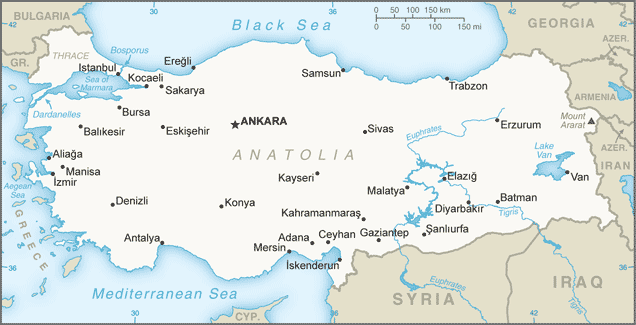 BULGARIA
30
Black Sea
0 50 100 150 km
0 50 100 150 mi
42
GEORGIA
42
THRACE
Bosporus
Ereğli
GR.
Istanbul
Samsun
AZER.
Sea of
Marmara
Kocaeli
Sakarya
Trabzon
ARMENIA
Bursa
Dardanelles
ANKARA
Erzurum
Mount
Ararat
Balıkesir
Eskişehir
Sivas
Euphrates
AZER.
ANATOLIA
Lake
Van
IRAN
Aliağa
Manisa
Kayseri
Elazığ
Van
Aegean
Sea
İzmir
Malatya
Batman
Denizli
Konya
Diyarbakır
Tigris
Kahramanmaraş
GREECE
Antalya
Adana
Ceyhan
Gaziantep
Şanlıurfa
Mersin
36
İskenderun
36
Euphrates
IRAQ
Mediterranean Sea
SYRIA
30
CYP.
36
42